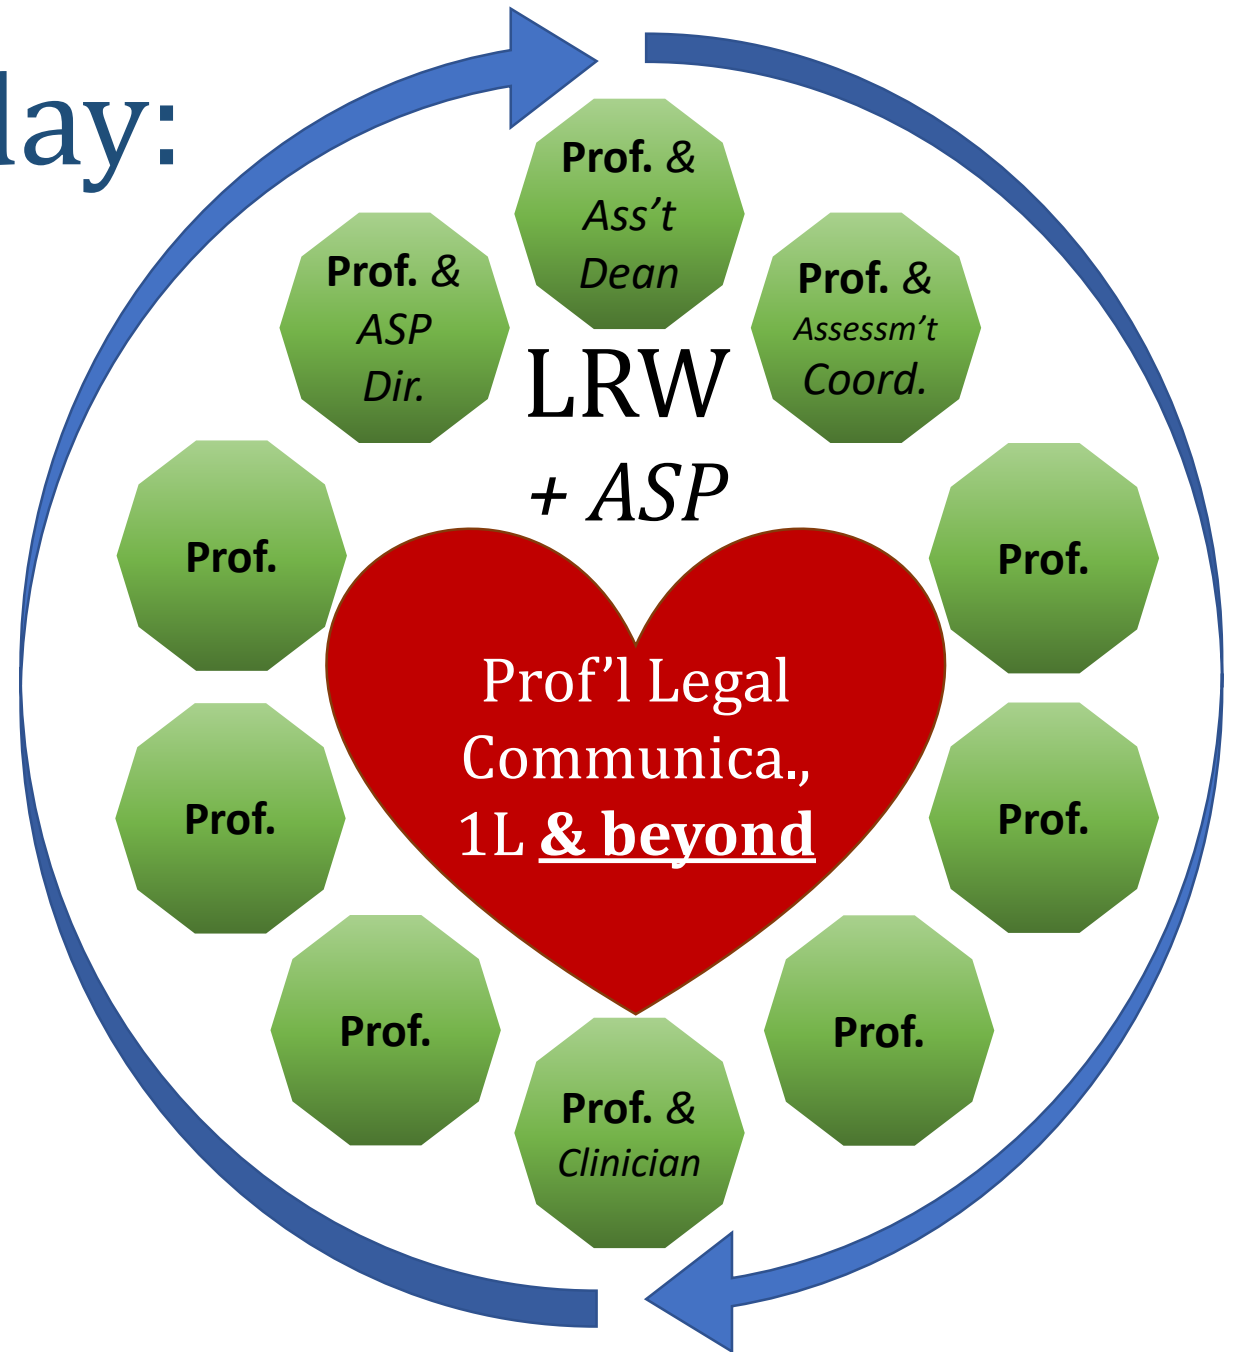 lay:
Prof. &
Ass't
Dean
Prof. &
ASP
Dir.
Prof. &
Assessm't
Coord.
LRW
+ ASP
Prof.
Prof.
Prof'l Legal
Communica.,
1L & beyond
Prof.
Prof.
Prof.
Prof.
Prof. &
Clinician